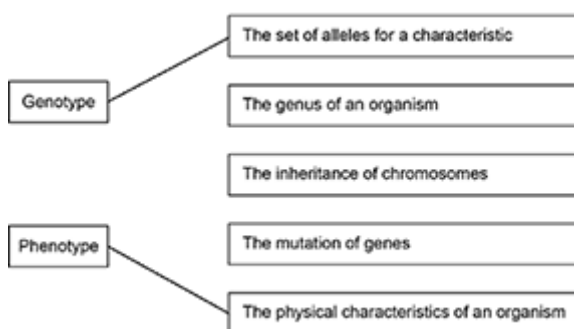 The set of alleles for a characteristic
Genotype
The genus of an organism
The inheritance of chromosomes
Phenotype
The mutation of genes
The physical characteristics of an organism